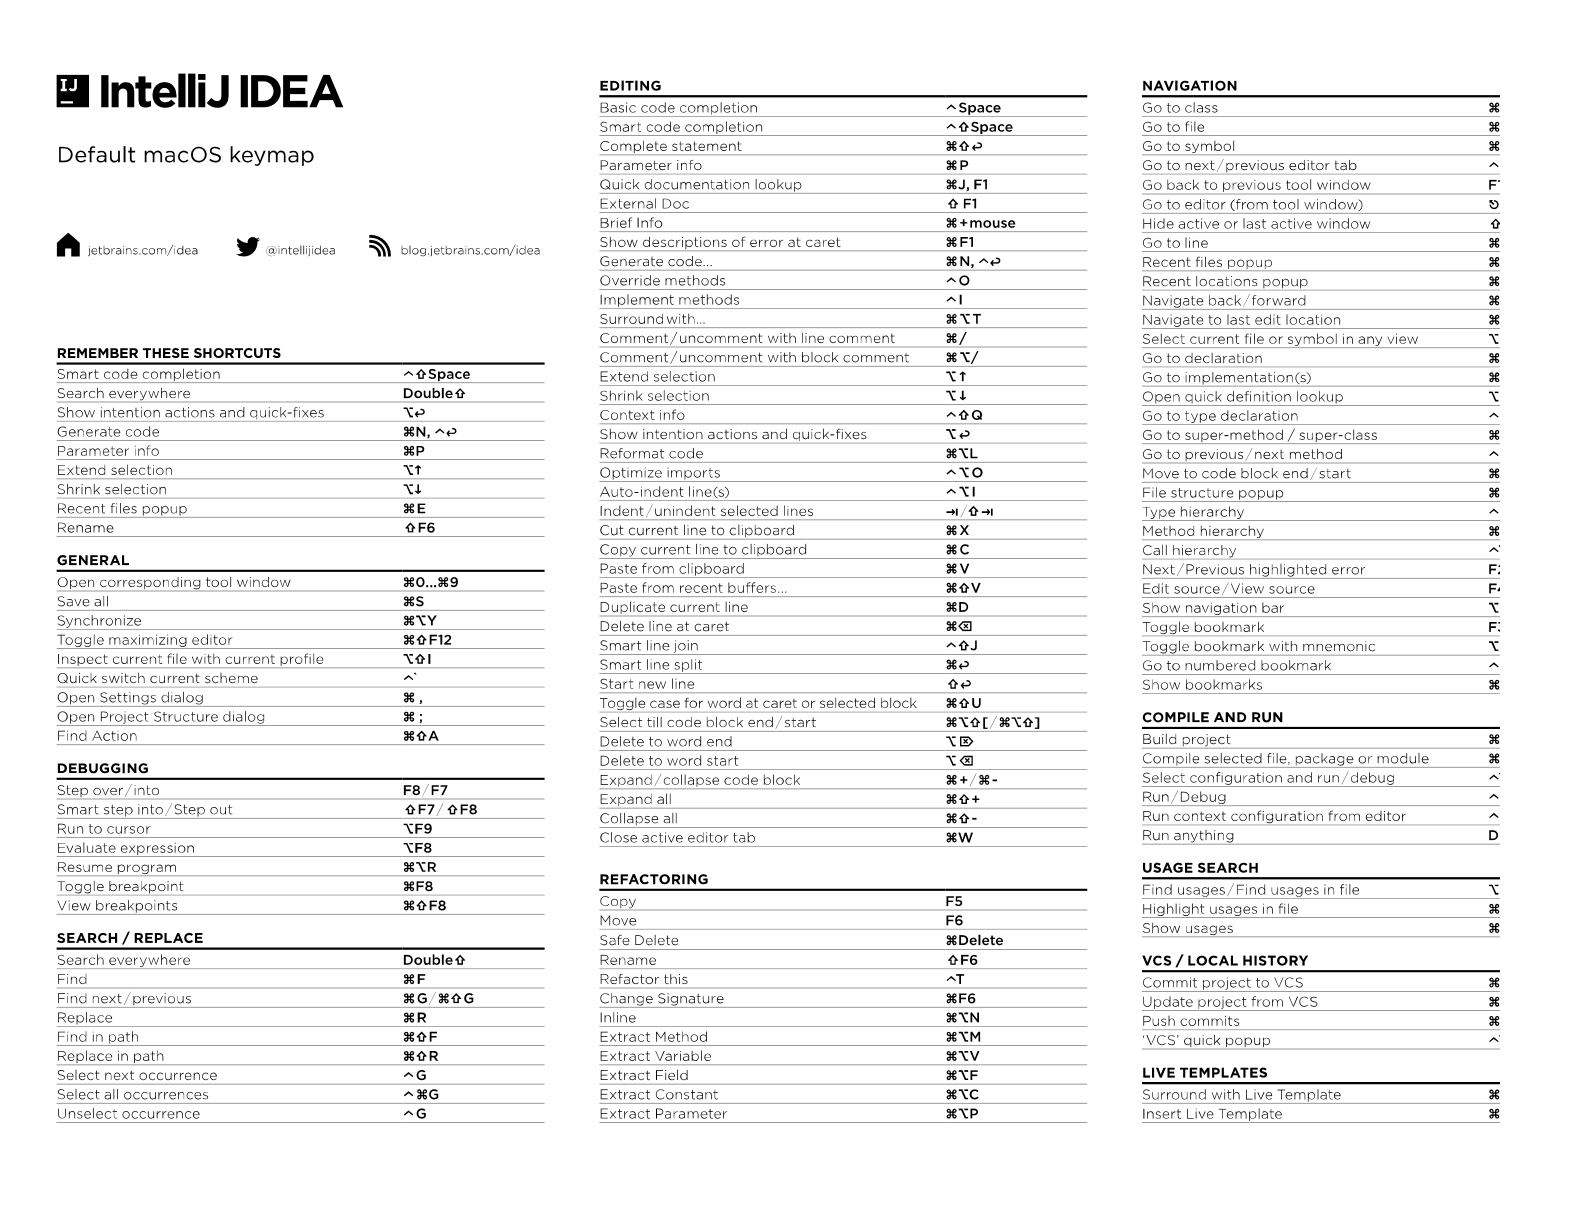 IJ IntelliJ IDEA
Default macOS keymap
jetbrains.com/idea @intellijidea blog.jetbrains.com/idea
REMEMBER THESE SHORTCUTS
Smart code completion ^⇧Space
Search everywhere Double⇧
Show intention actions and quick-fixes ⌥↩
Generate code ⌘N, ^↩
Parameter info ⌘P
Extend selection ⌥↑
Shrink selection ⌥↓
Recent files popup ⌘E
Rename ⇧F6
GENERAL
Open corresponding tool window ⌘0...⌘9
Save all ⌘S
Synchronize ⌘⌥Y
Toggle maximizing editor ⌘⇧F12
Inspect current file with current profile ⌥⇧I
Quick switch current scheme ^`
Open Settings dialog ⌘ ,
Open Project Structure dialog ⌘ ;
Find Action ⌘⇧A
DEBUGGING
Step over/into F8/F7
Smart step into/Step out ⇧F7/ ⇧F8
Run to cursor ⌥F9
Evaluate expression ⌥F8
Resume program ⌘⌥R
Toggle breakpoint ⌘F8
View breakpoints ⌘⇧F8
SEARCH / REPLACE
Search everywhere Double⇧
Find ⌘F
Find next/previous ⌘G/⌘⇧G
Replace ⌘R
Find in path ⌘⇧F
Replace in path ⌘⇧R
Select next occurrence ^G
Select all occurrences ^⌘G
Unselect occurrence ^G
EDITING
Basic code completion ^Space
Smart code completion ^⇧Space
Complete statement ⌘⇧↩
Parameter info ⌘P
Quick documentation lookup ⌘J, F1
External Doc ⇧F1
Brief Info ⌘+mouse
Show descriptions of error at caret ⌘F1
Generate code... ⌘N, ^↩
Override methods ^O
Implement methods ^I
Surround with... ⌘⌥T
Comment/uncomment with line comment ⌘/
Comment/uncomment with block comment ⌘⌥/
Extend selection ⌥↑
Shrink selection ⌥↓
Context info ^⇧Q
Show intention actions and quick-fixes ⌥↩
Reformat code ⌘⌥L
Optimize imports ^⌥O
Auto-indent line(s) ^⌥I
Indent/unindent selected lines ⇥/⇧⇥
Cut current line to clipboard ⌘X
Copy current line to clipboard ⌘C
Paste from clipboard ⌘V
Paste from recent buffers... ⌘⇧V
Duplicate current line ⌘D
Delete line at caret ⌘⌫
Smart line join ^⇧J
Smart line split ⌘↩
Start new line ⇧↩
Toggle case for word at caret or selected block ⌘⇧U
Select till code block end/start ⌘⌥⇧[/⌘⌥⇧]
Delete to word end ⌥⌦
Delete to word start ⌥⌫
Expand/collapse code block ⌘+/⌘-
Expand all ⌘⇧+
Collapse all ⌘⇧-
Close active editor tab ⌘W
REFACTORING
Copy F5
Move F6
Safe Delete ⌘Delete
Rename ⇧F6
Refactor this ^T
Change Signature ⌘F6
Inline ⌘⌥N
Extract Method ⌘⌥M
Extract Variable ⌘⌥V
Extract Field ⌘⌥F
Extract Constant ⌘⌥C
Extract Parameter ⌘⌥P
NAVIGATION
Go to class ⌘
Go to file ⌘
Go to symbol ⌘
Go to next/previous editor tab ^
Go back to previous tool window F
Go to editor (from tool window) ⎋
Hide active or last active window ⇧
Go to line ⌘
Recent files popup ⌘
Recent locations popup ⌘
Navigate back/forward ⌘
Navigate to last edit location ⌘
Select current file or symbol in any view ⌥
Go to declaration ⌘
Go to implementation(s) ⌘
Open quick definition lookup ⌥
Go to type declaration ^
Go to super-method / super-class ⌘
Go to previous/next method ^
Move to code block end/start ⌘
File structure popup ⌘
Type hierarchy ^
Method hierarchy ⌘
Call hierarchy ^
Next/Previous highlighted error F
Edit source/View source F
Show navigation bar ⌥
Toggle bookmark F
Toggle bookmark with mnemonic ⌥
Go to numbered bookmark ^
Show bookmarks ⌘
COMPILE AND RUN
Build project ⌘
Compile selected file, package or module ⌘
Select configuration and run/debug ^
Run/Debug ^
Run context configuration from editor ^
Run anything D
USAGE SEARCH
Find usages/Find usages in file ⌥
Highlight usages in file ⌘
Show usages ⌘
VCS / LOCAL HISTORY
Commit project to VCS ⌘
Update project from VCS ⌘
Push commits ⌘
‘VCS’ quick popup ^
LIVE TEMPLATES
Surround with Live Template ⌘
Insert Live Template ⌘